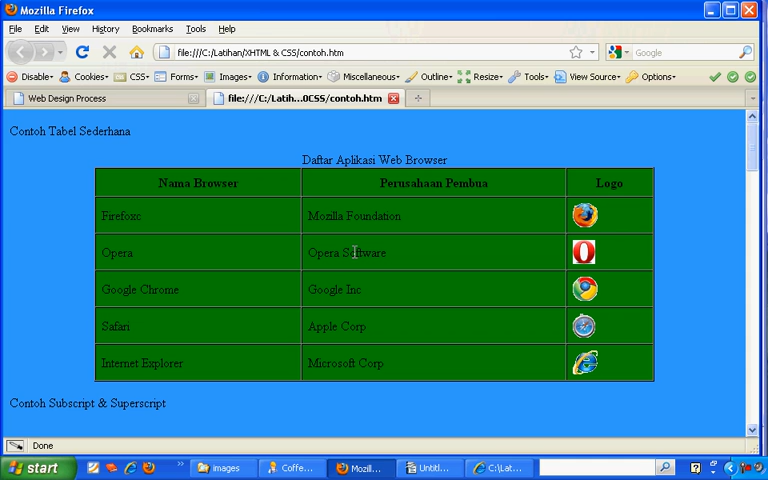 Mozilla Firefox
File Edit View History Bookmarks Tools Help
file:///C:/Latihan/XHTML & CSS/contoh.htm Google
Disable Cookies CSS Forms Images Information Miscellaneous Outline Resize Tools View Source Options
Web Design Process file:///C:/Latih...0CSS/contoh.htm
Contoh Tabel Sederhana
Daftar Aplikasi Web Browser
Nama Browser Perusahaan Pembua Logo
Firefoxc Mozilla Foundation
Opera Opera Software
Google Chrome Google Inc
Safari Apple Corp
Internet Explorer Microsoft Corp
Contoh Subscript & Superscript
Done
start images Coffe... Mozil... Untitl... C:\Lat...